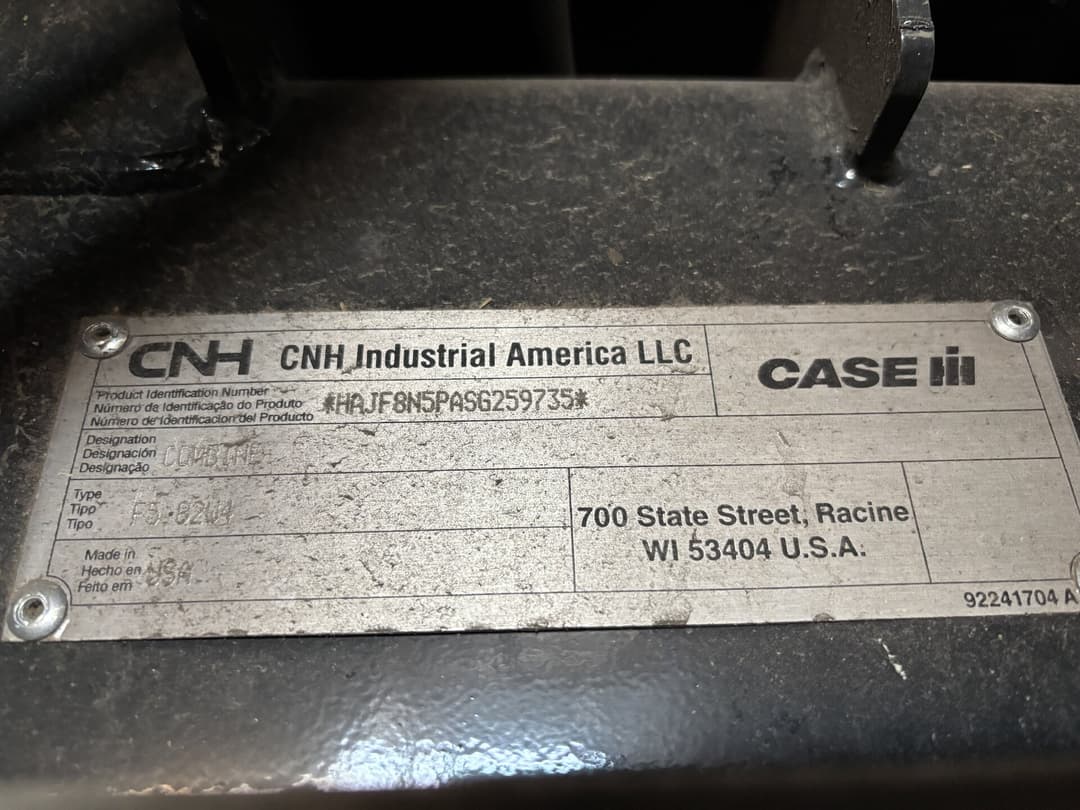 CNH CNH Industrial America LLC
CASE IH
Product Identification Number
Número de Identificação do Produto
Número de Identificacion del Producto
*HAJF8N5PASG259735*
Designation
Designación
Designação
COMBINE
Type
Tipo
Tipo
700 State Street, Racine
WI 53404 U.S.A.
Made in
Hecho en
Feito em
USA
92241704 A